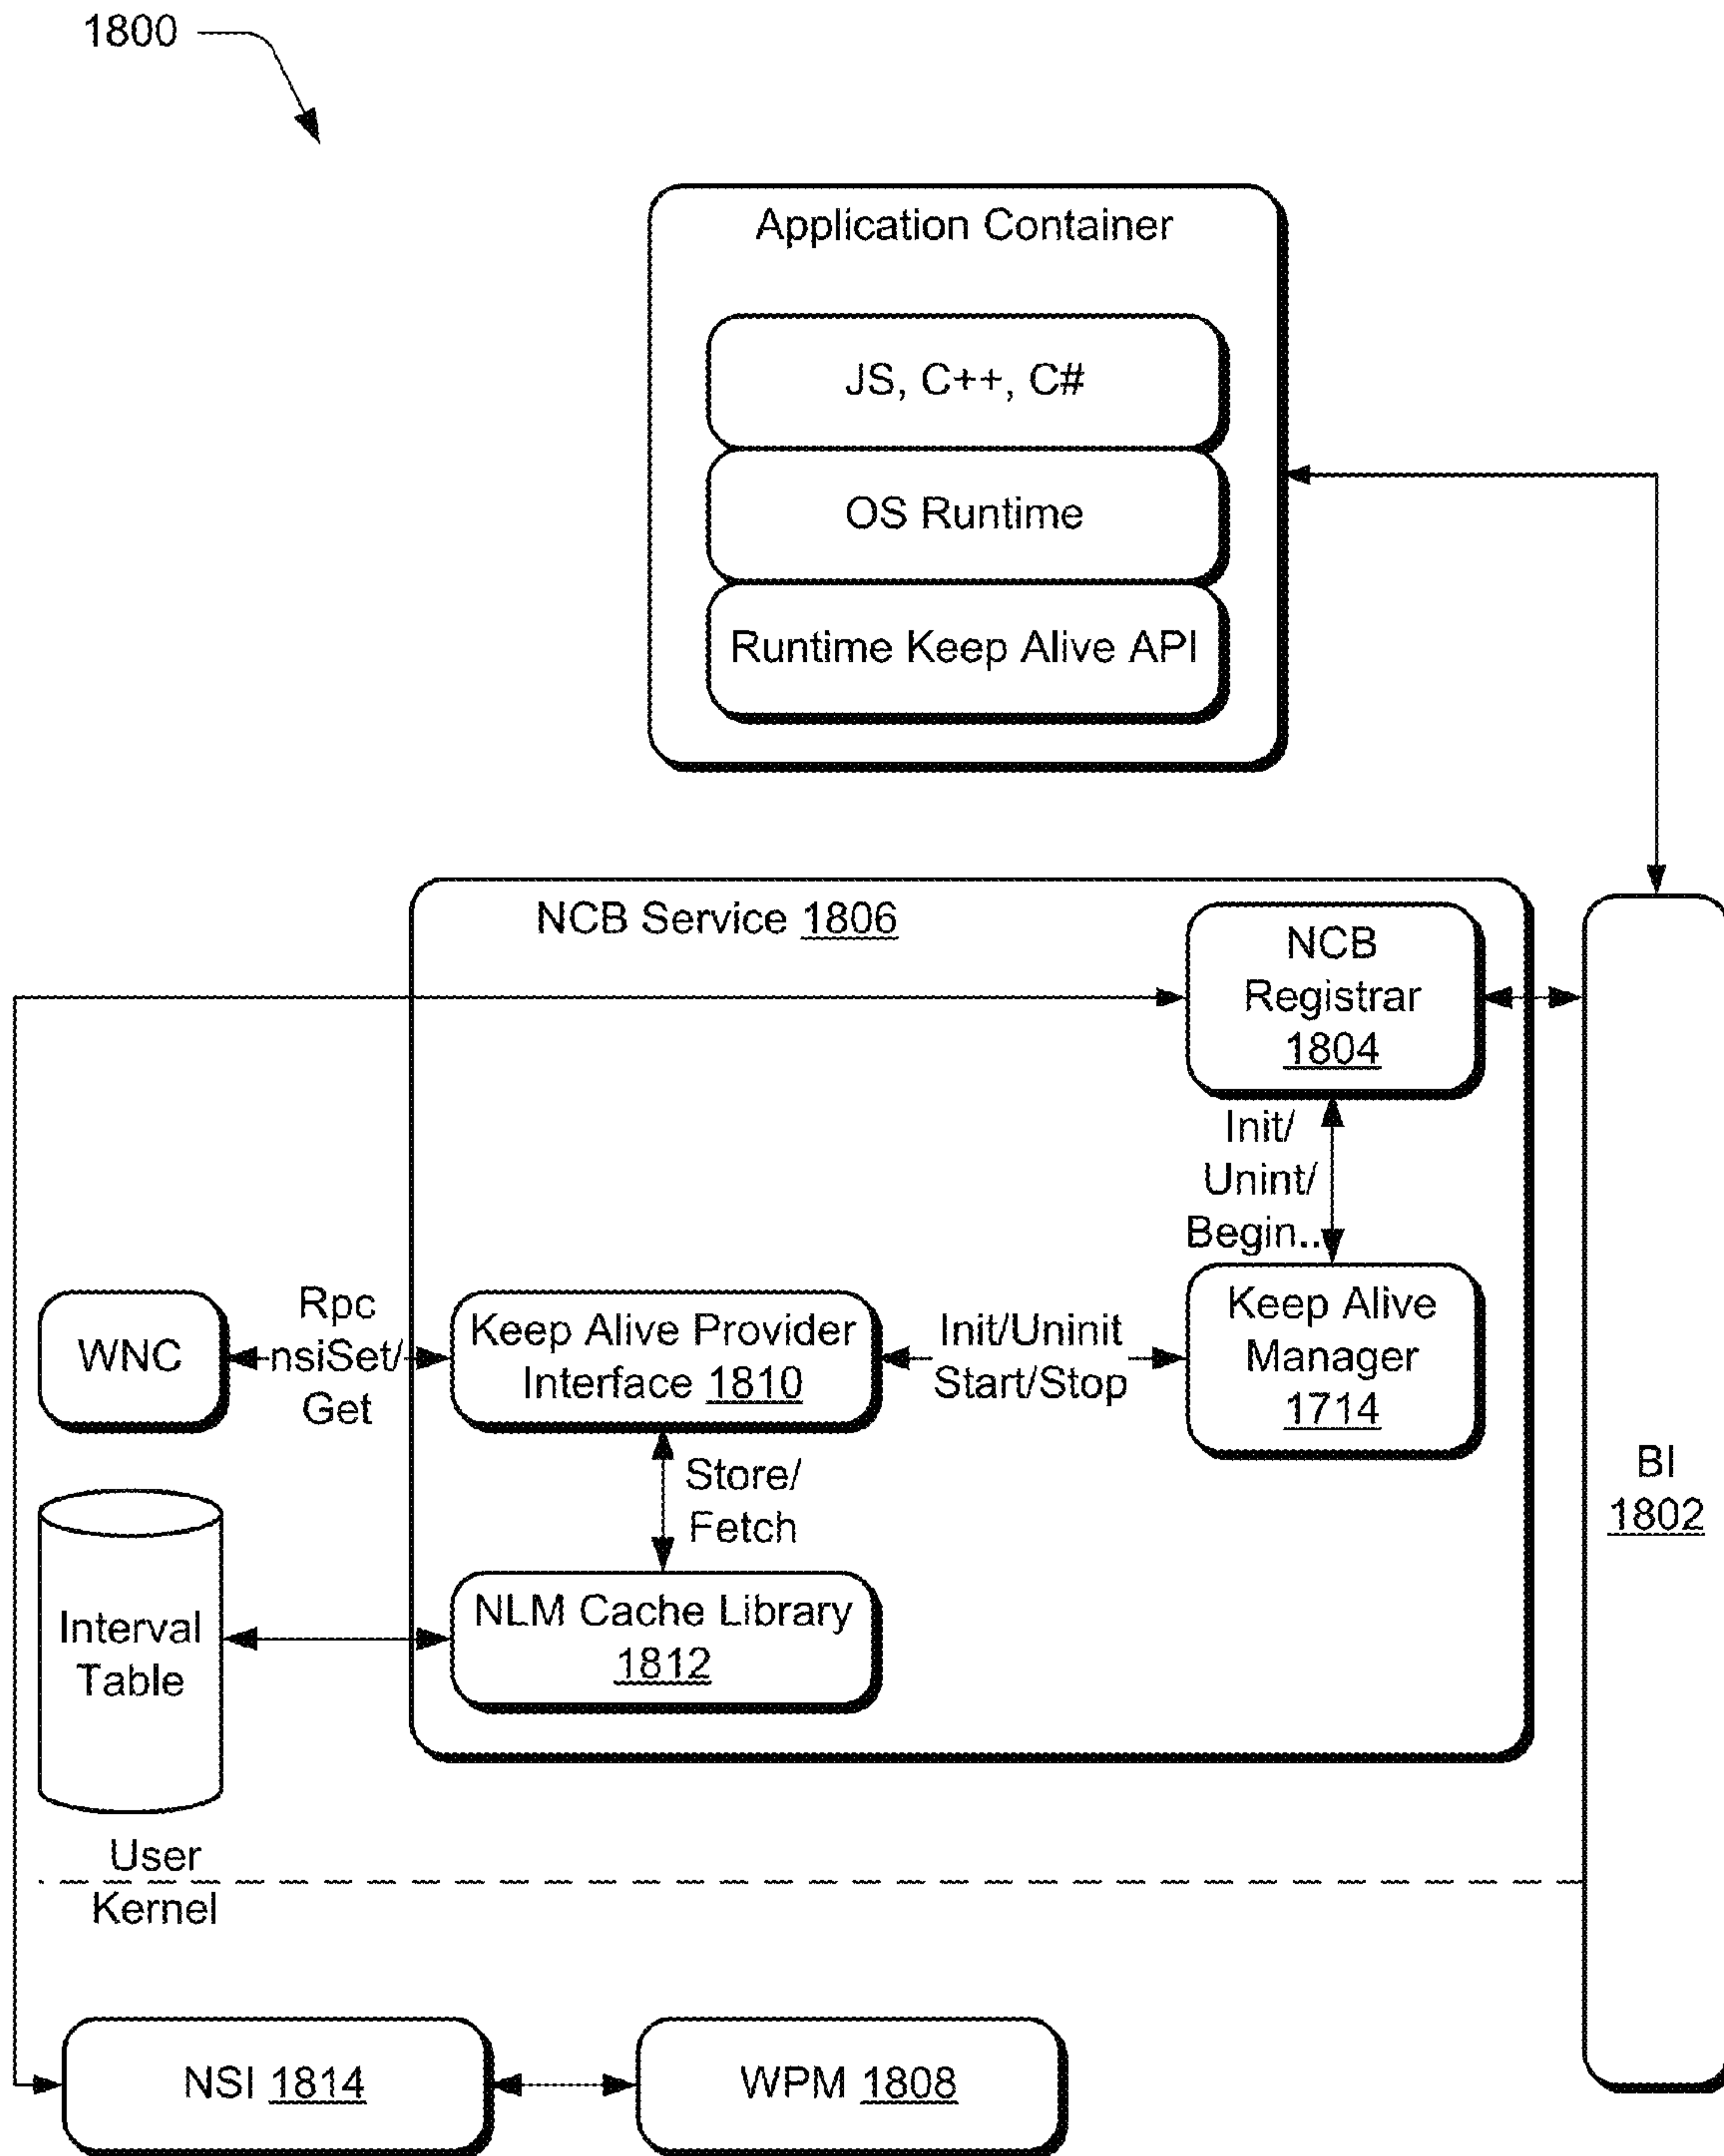 1800
Application Container
JS, C++, C#
OS Runtime
Runtime Keep Alive API
NCB Service 1806
NCB
Registrar
1804
Init/
Unint/
Begin..
WNC
Rpc
nsiSet/
Get
Keep Alive Provider
Interface 1810
Init/Uninit
Start/Stop
Keep Alive
Manager
1714
BI
1802
Store/
Fetch
Interval
Table
NLM Cache Library
1812
User
Kernel
NSI 1814
WPM 1808